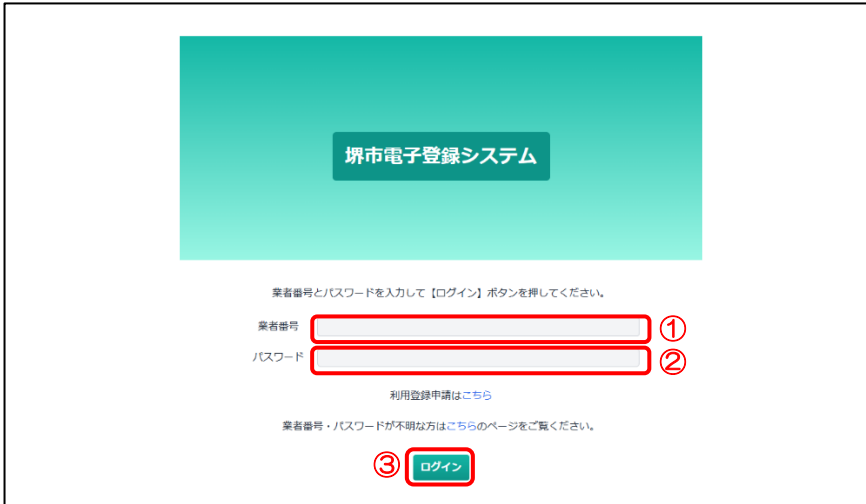 堺市電子登録システム
業者番号とパスワードを入力して【ログイン】ボタンを押してください。
業者番号 ①
パスワード ②
利用登録申請はこちら
業者番号・パスワードが不明な方はこちらのページをご覧ください。
③ ログイン